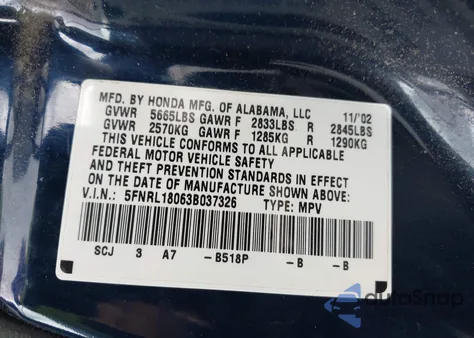 MFD. BY HONDA MFG. OF ALABAMA, LLC 11/'02
GVWR 5665LBS GAWR F 2833LBS R 2845LBS
GVWR 2570KG GAWR F 1285KG R 1290KG
THIS VEHICLE CONFORMS TO ALL APPLICABLE
FEDERAL MOTOR VEHICLE SAFETY
AND THEFT PREVENTION STANDARDS IN EFFECT
ON THE DATE OF MANUFACTURE SHOWN ABOVE:
V.I.N.: 5FNRL18063B037326 TYPE: MPV
SCJ 3 A7 -B518P -B -B
autoSnap